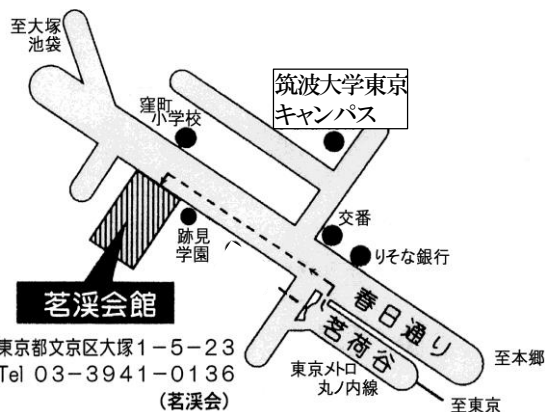 至大塚
池袋
筑波大学東京
キャンパス
窪町
小学校
交番
りそな銀行
跡見
学園
茗渓会館
春日通り
茗荷谷
東京都文京区大塚1-5-23
Tel 03-3941-0136
(茗渓会)
東京メトロ
丸ノ内線
至本郷
至東京